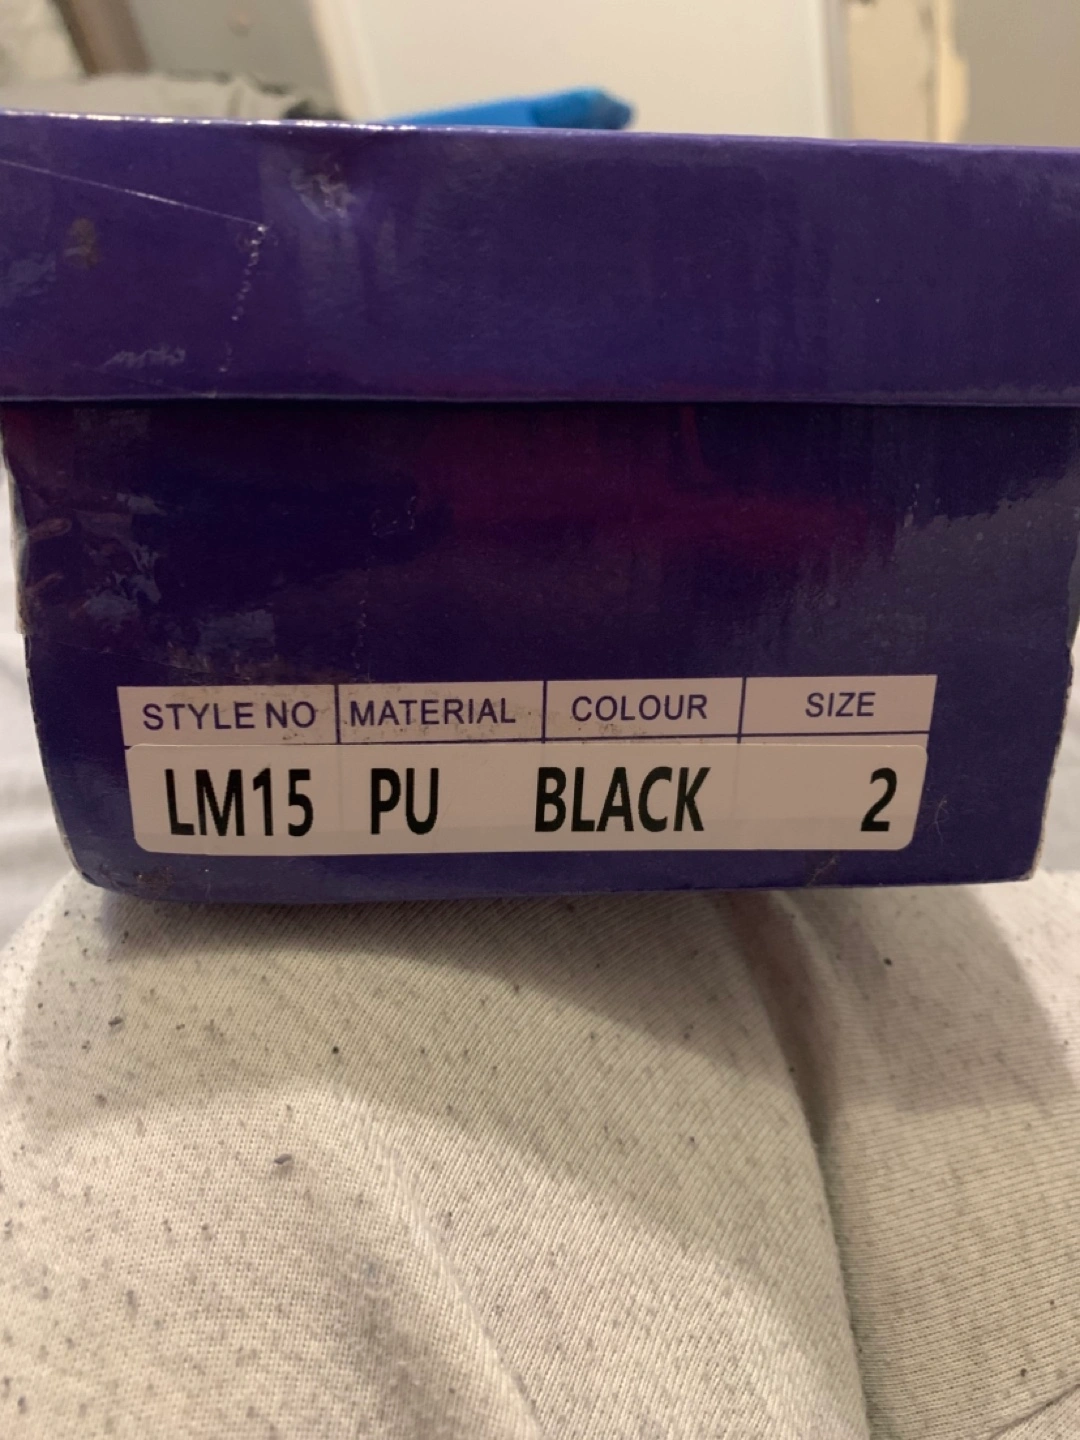 STYLE NO MATERIAL COLOUR SIZE
LM15 PU BLACK 2